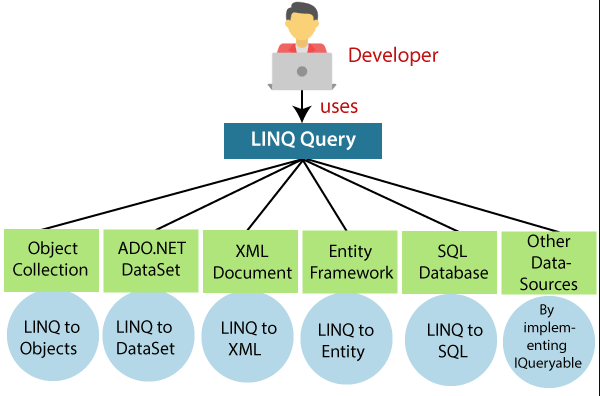 Developer
uses
LINQ Query
Object
Collection
ADO.NET
DataSet
XML
Document
Entity
Framework
SQL
Database
Other
Data-
Sources
LINQ to
Objects
LINQ to
DataSet
LINQ to
XML
LINQ to
Entity
LINQ to
SQL
By
implem-
enting
IQueryable